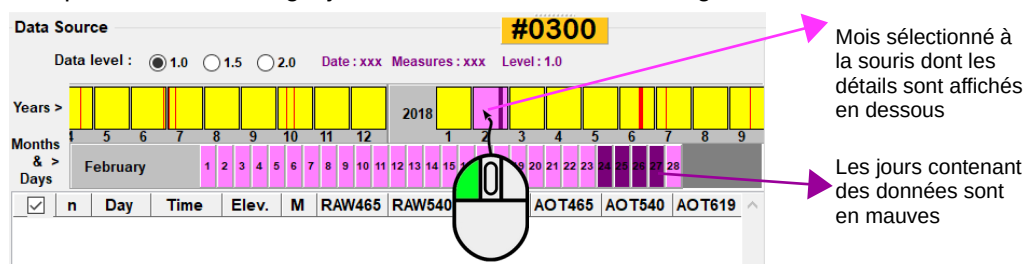 Data Source
#0300
Data level : 1.0 1.5 2.0 Date : xxx Measures : xxx Level : 1.0
Years > 2018
4 5 6 7 8 9 10 11 12 1 2 3 4 5 6 7 8 9
Months & > Days
February 1 2 3 4 5 6 7 8 9 10 11 12 13 14 15 19 20 21 22 23 24 25 26 27 28
n Day Time Elev. M RAW465 RAW540 AOT465 AOT540 AOT619
Mois sélectionné à
la souris dont les
détails sont affichés
en dessous
Les jours contenant
des données sont
en mauves